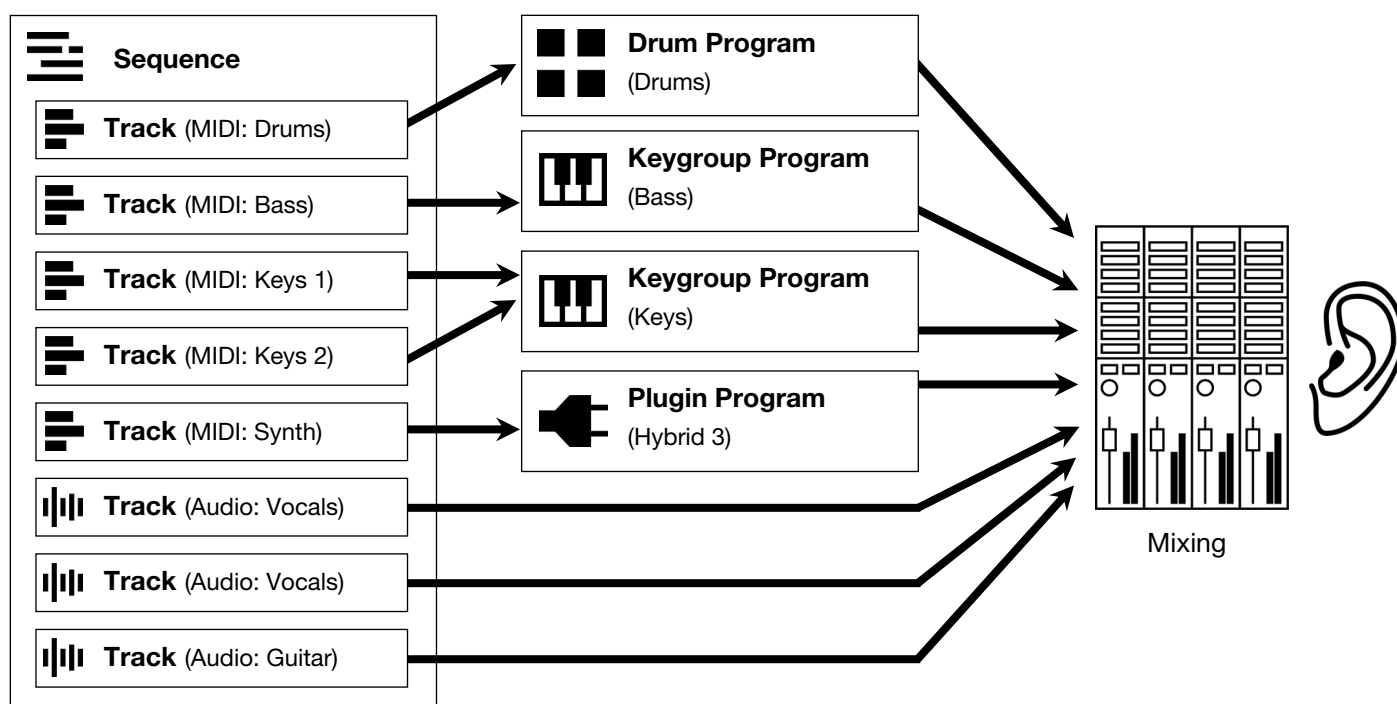 Sequence
Track (MIDI: Drums)
Track (MIDI: Bass)
Track (MIDI: Keys 1)
Track (MIDI: Keys 2)
Track (MIDI: Synth)
Track (Audio: Vocals)
Track (Audio: Vocals)
Track (Audio: Guitar)
Drum Program
(Drums)
Keygroup Program
(Bass)
Keygroup Program
(Keys)
Plugin Program
(Hybrid 3)
Mixing